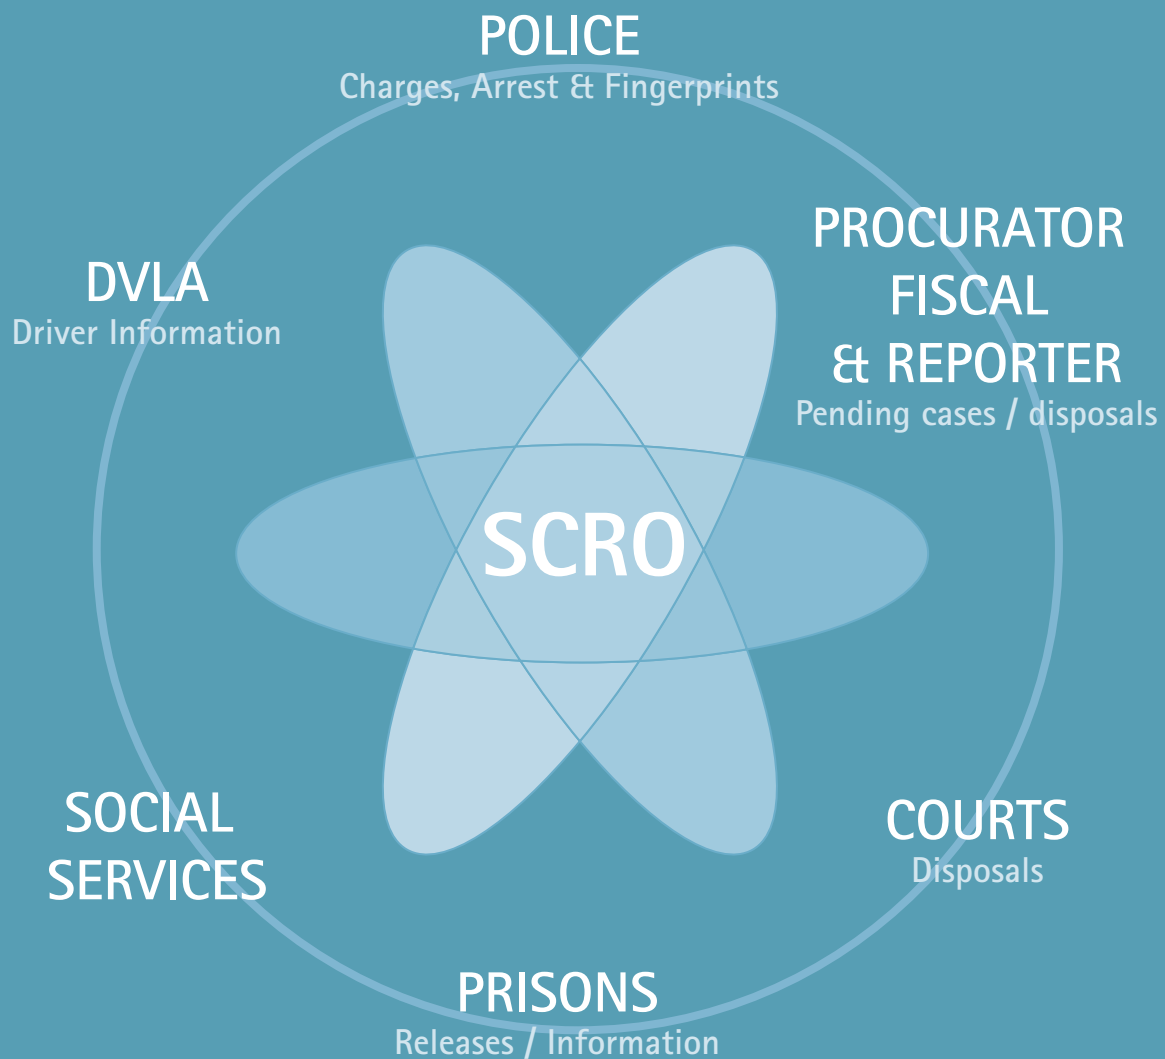 POLICE
Charges, Arrest & Fingerprints
PROCURATOR
FISCAL
& REPORTER
Pending cases / disposals
DVLA
Driver Information
SCRO
SOCIAL
SERVICES
COURTS
Disposals
PRISONS
Releases / Information